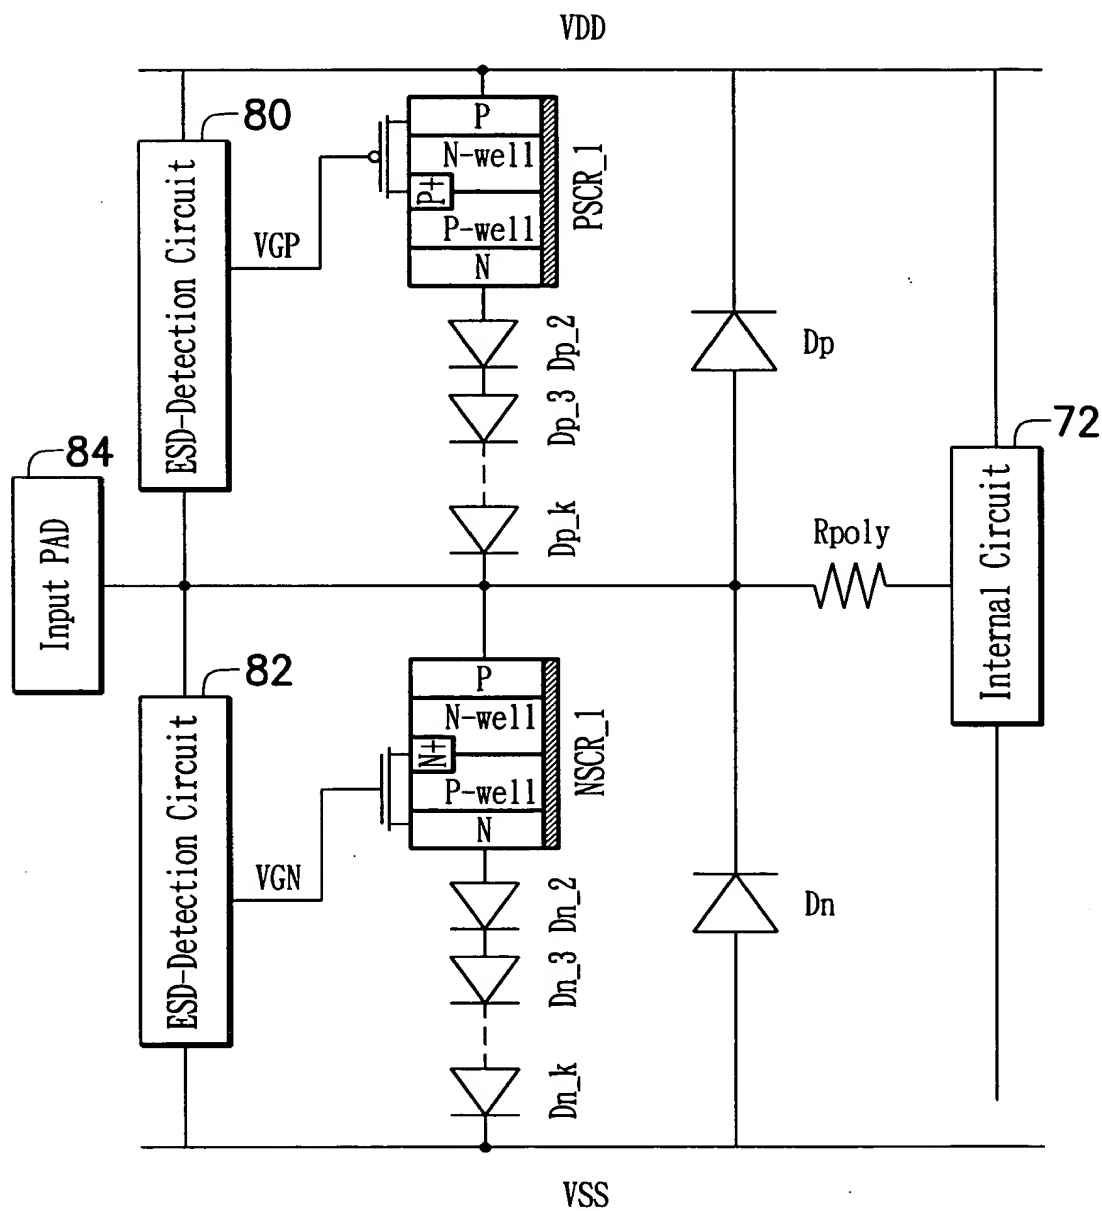 VDD
80
ESD-Detection Circuit
VGP
P
N-well
P+
P-well
N
PSCR_1
Dp_2
Dp_3
Dp_k
Dp
84
Input PAD
Rpoly
72
Internal Circuit
82
ESD-Detection Circuit
VGN
P
N-well
N+
P-well
N
NSCR_1
Dn_2
Dn_3
Dn_k
Dn
VSS